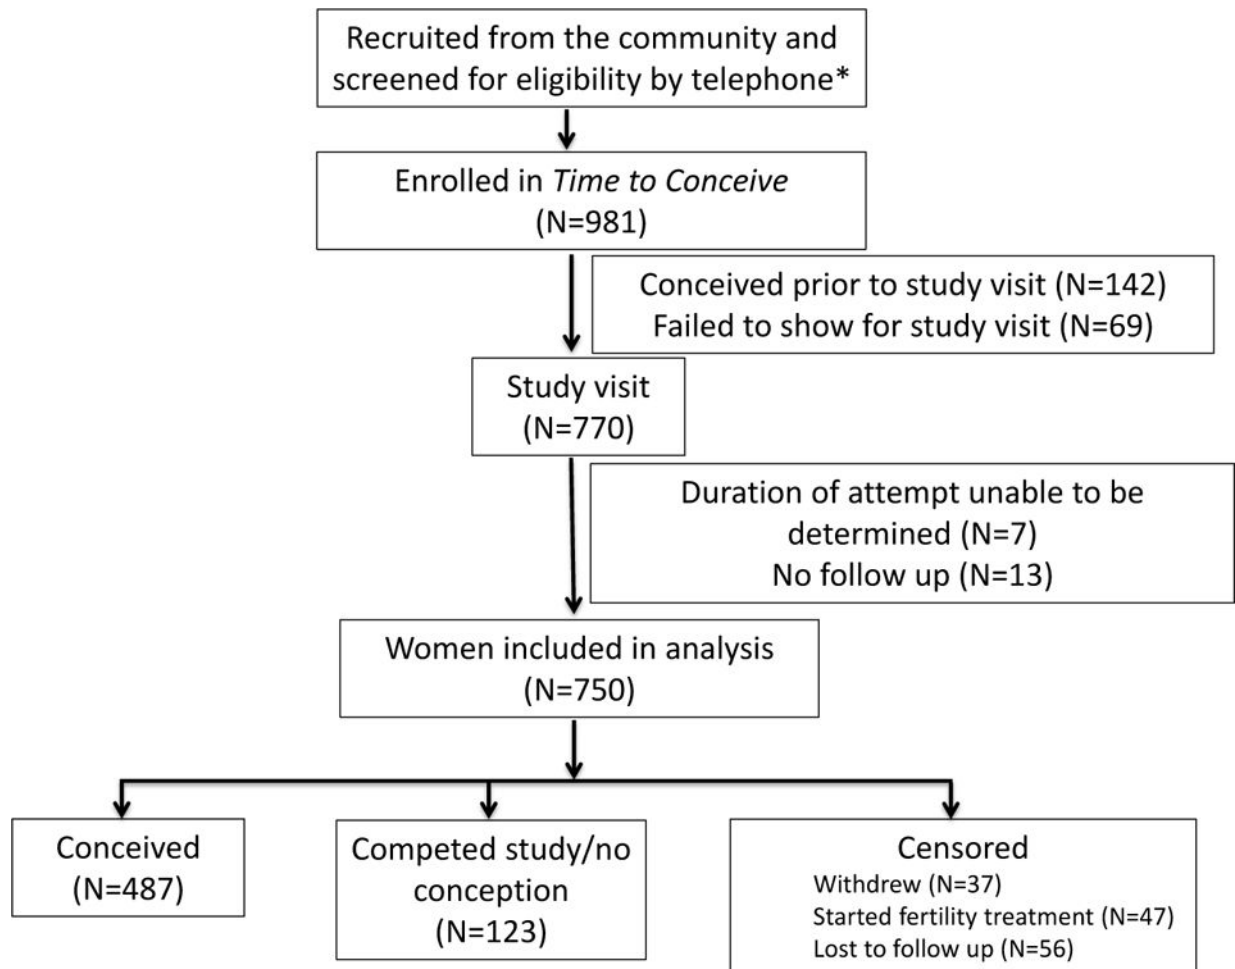 Recruited from the community and
screened for eligibility by telephone*
Enrolled in Time to Conceive
(N=981)
Conceived prior to study visit (N=142)
Failed to show for study visit (N=69)
Study visit
(N=770)
Duration of attempt unable to be
determined (N=7)
No follow up (N=13)
Women included in analysis
(N=750)
Conceived
(N=487)
Competed study/no
conception
(N=123)
Censored
Withdrew (N=37)
Started fertility treatment (N=47)
Lost to follow up (N=56)